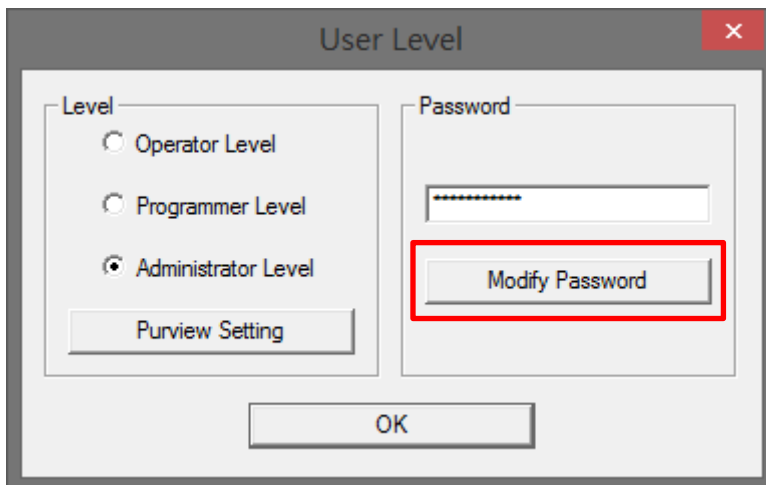 User Level
Level
Operator Level
Programmer Level
Administrator Level
Purview Setting
Password
***********
Modify Password
OK